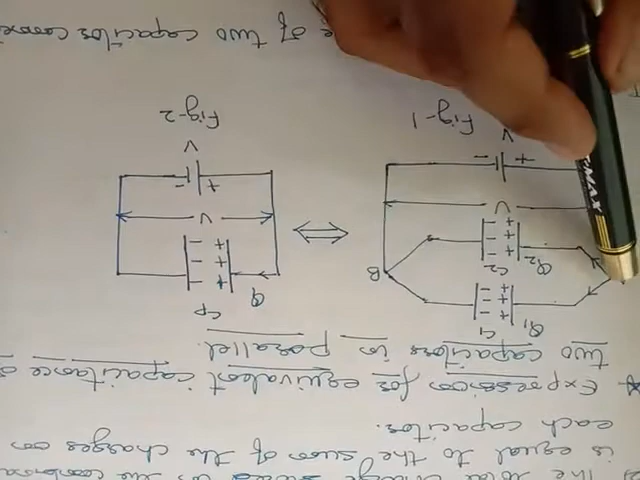 is equal to the sum of the charges on
each capacitor.
* Expression for equivalent capacitance of
two capacitors in parallel.
Q1 C1
+ -
+ -
+ -
Q2 C2
+ -
+ -
+ -
B
V
+ -
V
Fig-1
Q CP
+ -
+ -
+ -
V
+ -
V
Fig-2
of two capacitors
MAX